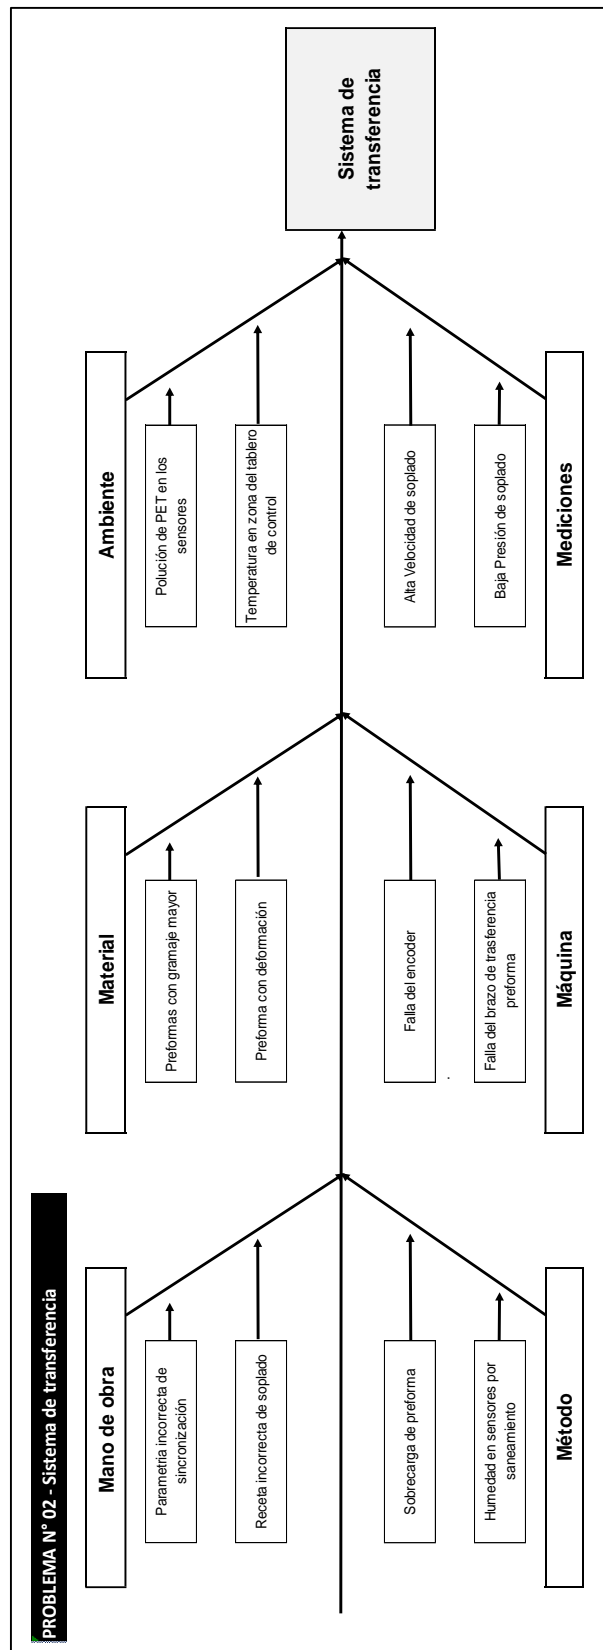 PROBLEMA N° 02 - Sistema de transferencia
Mano de obra
Parametria incorrecta de
sincronización
Receta incorrecta de soplado
Material
Preformas con gramaje mayor
Preforma con deformación
Ambiente
Polución de PET en los
sensores
Temperatura en zona del tablero
de control
Sistema de
transferencia
Sobrecarga de preforma
Humedad en sensores por
saneamiento
Método
Falla del encoder
.
Falla del brazo de trasferencia
preforma
Máquina
Alta Velocidad de soplado
Baja Presión de soplado
Mediciones